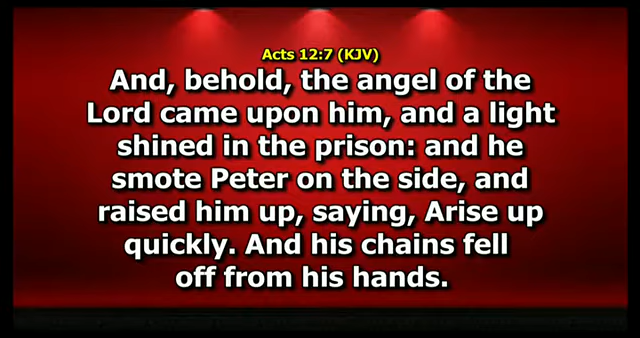 Acts 12:7 (KJV)
And, behold, the angel of the
Lord came upon him, and a light
shined in the prison: and he
smote Peter on the side, and
raised him up, saying, Arise up
quickly. And his chains fell
off from his hands.